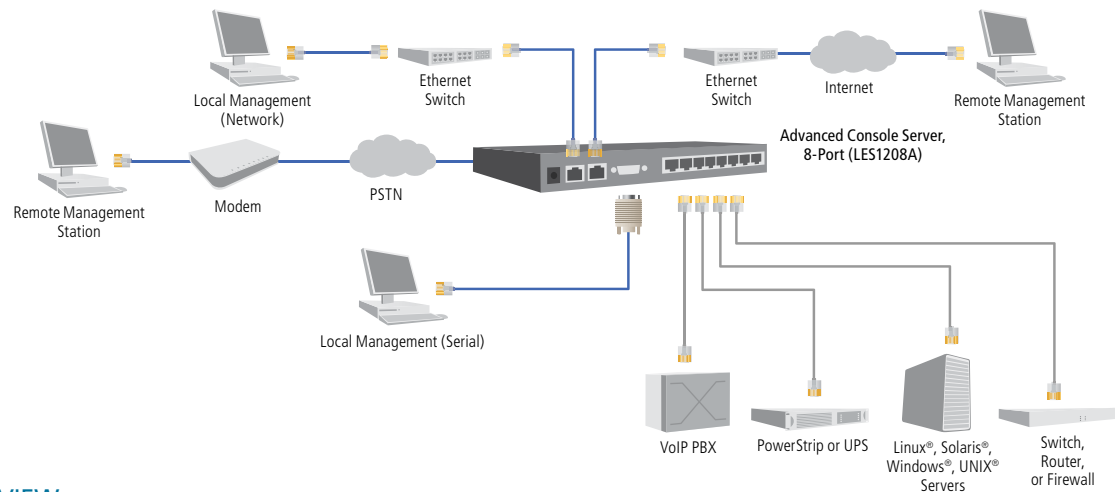 Local Management
(Network)
Ethernet
Switch
Ethernet
Switch
Internet
Remote Management
Station
Advanced Console Server,
8-Port (LES1208A)
Remote Management
Station
Modem
PSTN
Local Management (Serial)
VoIP PBX
PowerStrip or UPS
Linux®, Solaris®,
Windows®, UNIX®
Servers
Switch,
Router,
or Firewall